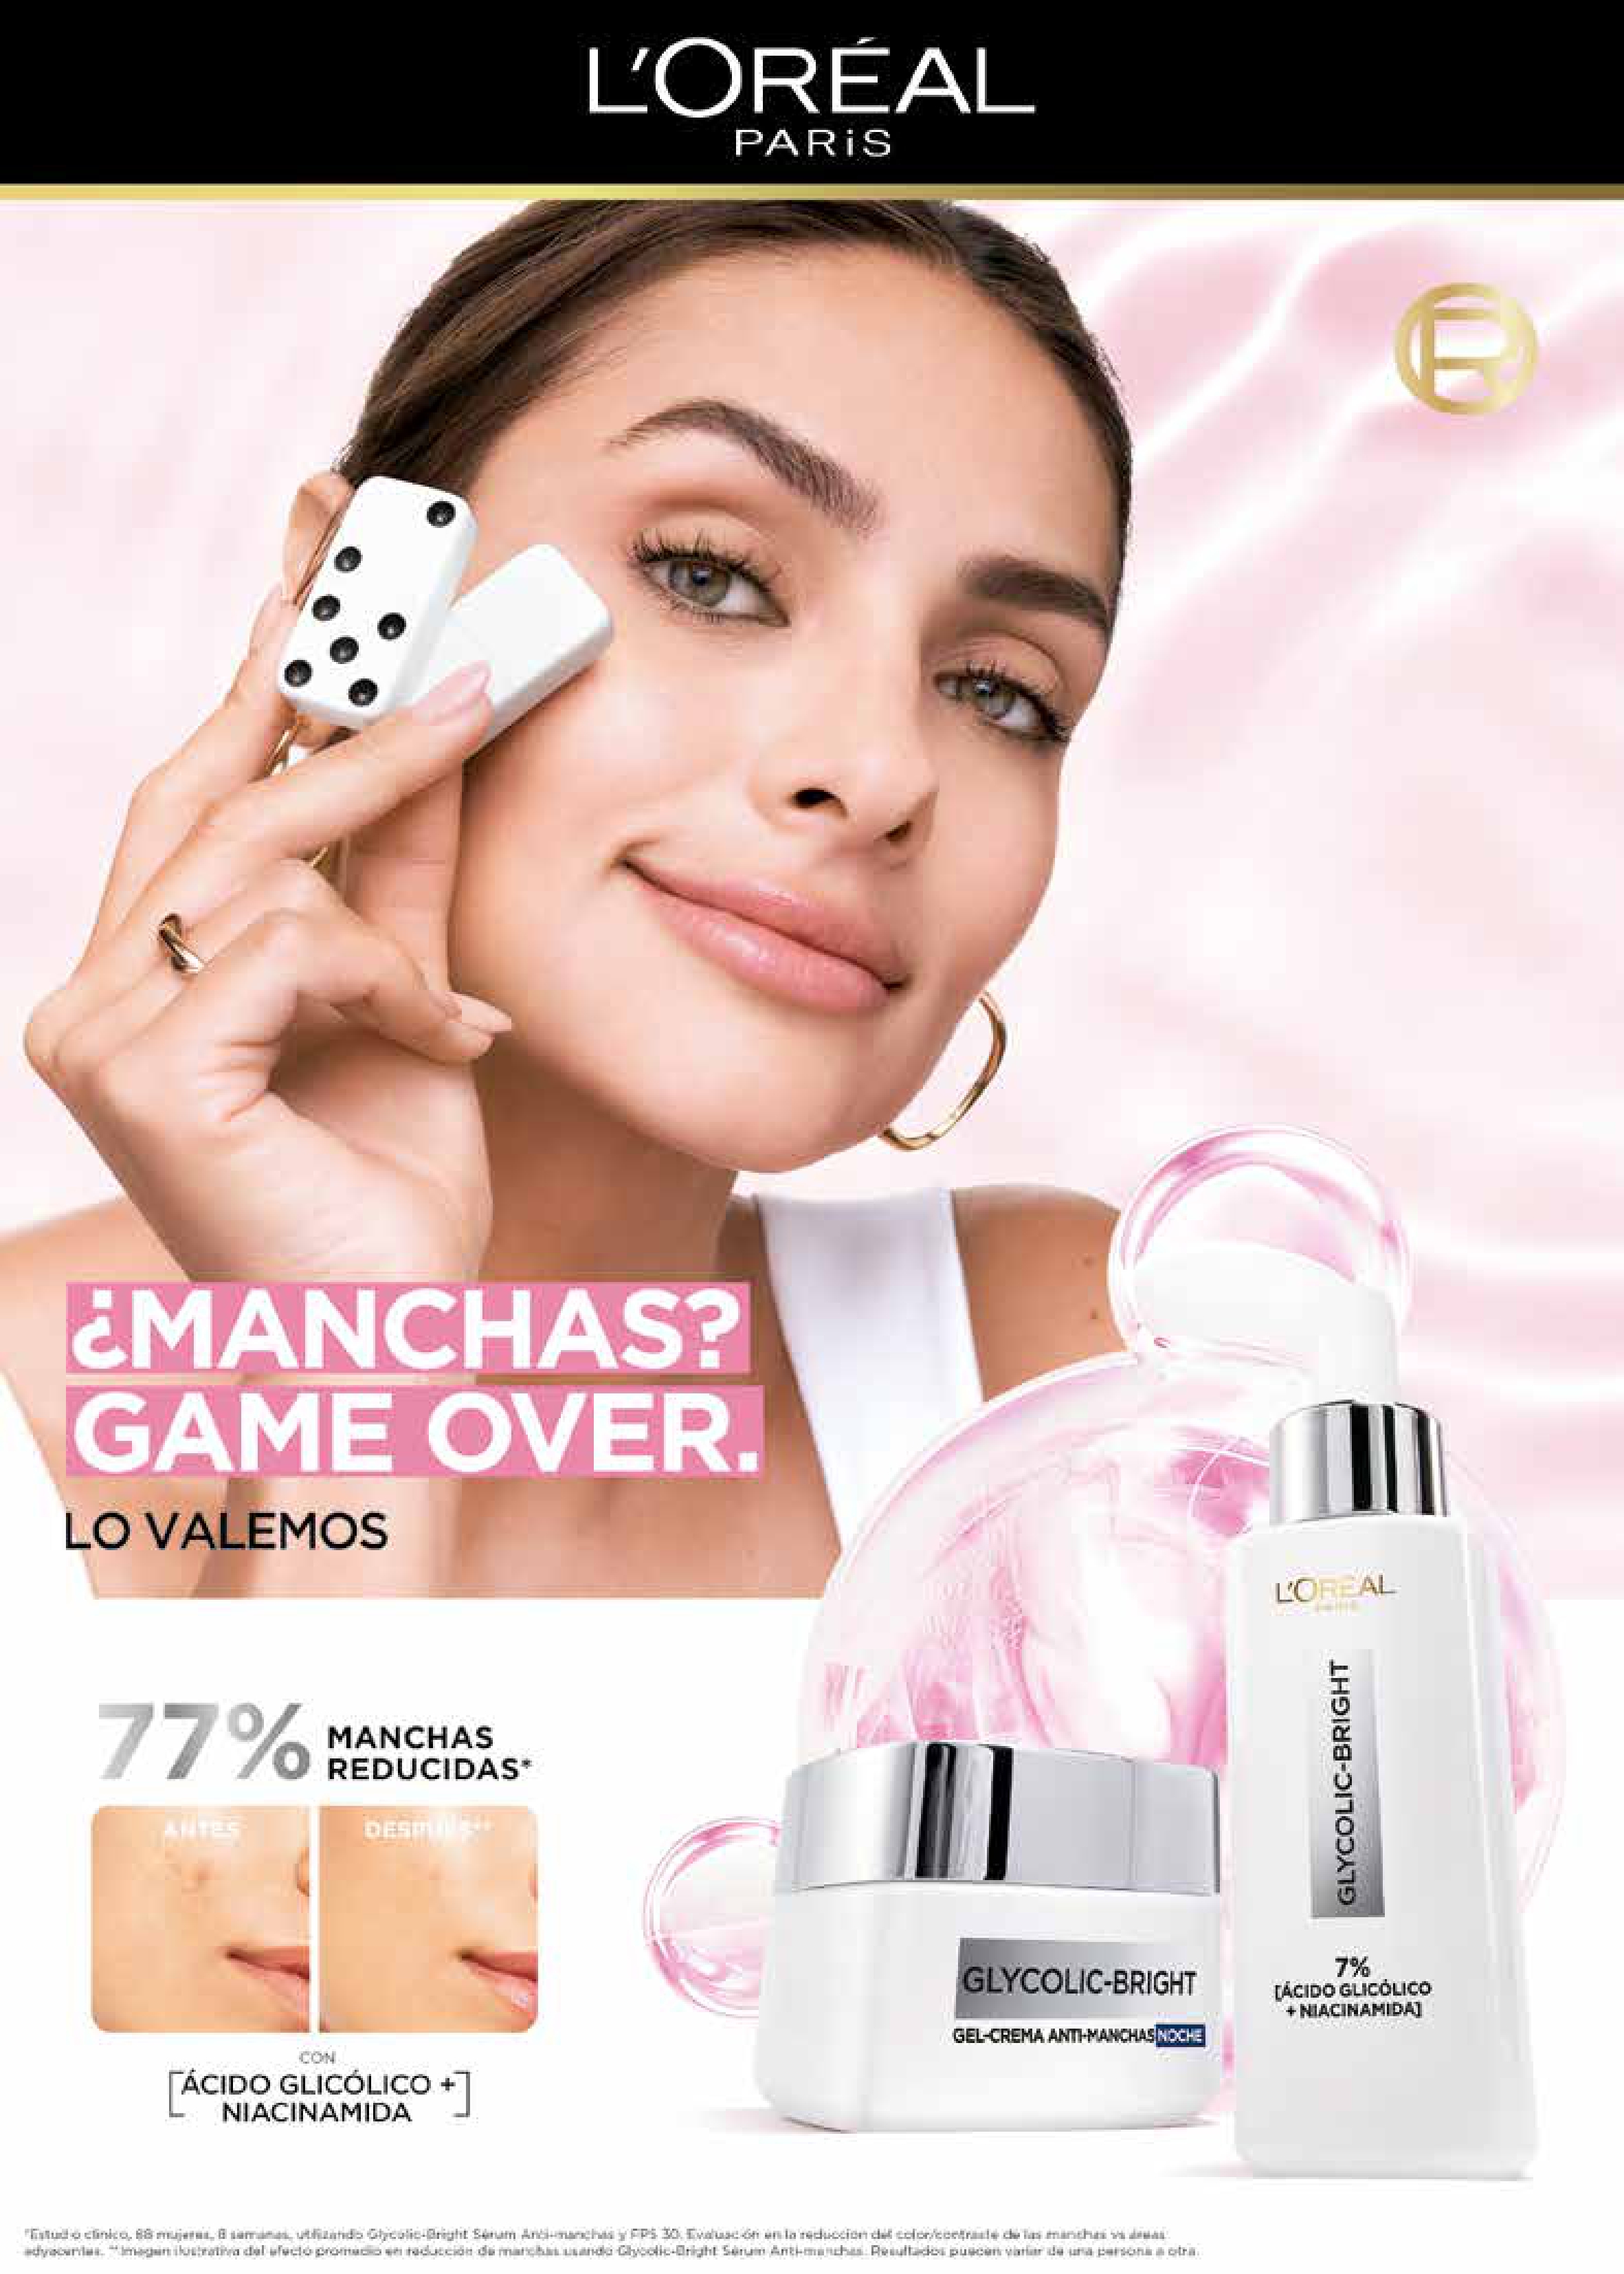 L'ORÉAL
PARiS
¿MANCHAS?
GAME OVER.
LO VALEMOS
77% MANCHAS
REDUCIDAS*
ANTES DESPUÉS**
CON
[ÁCIDO GLICÓLICO +
NIACINAMIDA]
GLYCOLIC-BRIGHT
GEL-CREMA ANTI-MANCHAS NOCHE
L'ORÉAL
PARiS
GLYCOLIC-BRIGHT
7%
[ÁCIDO GLICÓLICO
+ NIACINAMIDA]
*Estudio clínico, 88 mujeres, 8 semanas, utilizando Glycolic-Bright Sérum Anti-manchas y FPS 30. Evaluación en la reducción del color/contraste de las manchas vs áreas
adyacentes. **Imagen ilustrativa del efecto promedio en reducción de manchas usando Glycolic-Bright Sérum Anti-manchas. Resultados pueden variar de una persona a otra.